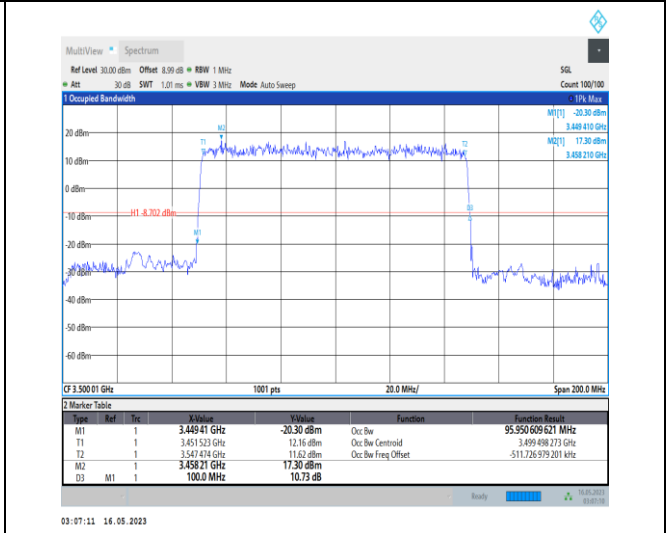 MultiView Spectrum
Ref Level 30.00 dBm Offset 8.99 dB RBW 1 MHz SGL
Att 30 dB SWT 1.01 ms VBW 3 MHz Mode Auto Sweep Count 100/100
1 Occupied Bandwidth 1Pk Max
M1[1] -20.30 dBm
3.449 410 GHz
M2[1] 17.30 dBm
3.458 210 GHz
M2
T1
T2
20 dBm
10 dBm
0 dBm
D3
-10 dBm
H1 -8.702 dBm
M1
-20 dBm
-30 dBm
-40 dBm
-50 dBm
-60 dBm
CF 3.500 01 GHz 1001 pts 20.0 MHz/ Span 200.0 MHz
2 Marker Table
Type Ref Trc X-Value Y-Value Function Function Result
M1 1 3.449 41 GHz -20.30 dBm Occ Bw 95.950 609 621 MHz
T1 1 3.451 523 GHz 12.16 dBm Occ Bw Centroid 3.499 498 273 GHz
T2 1 3.547 474 GHz 11.62 dBm Occ Bw Freq Offset -511.726 979 201 kHz
M2 1 3.458 21 GHz 17.30 dBm
D3 M1 1 100.0 MHz 10.73 dB
Ready 16.05.2023
03:07:10
03:07:11 16.05.2023